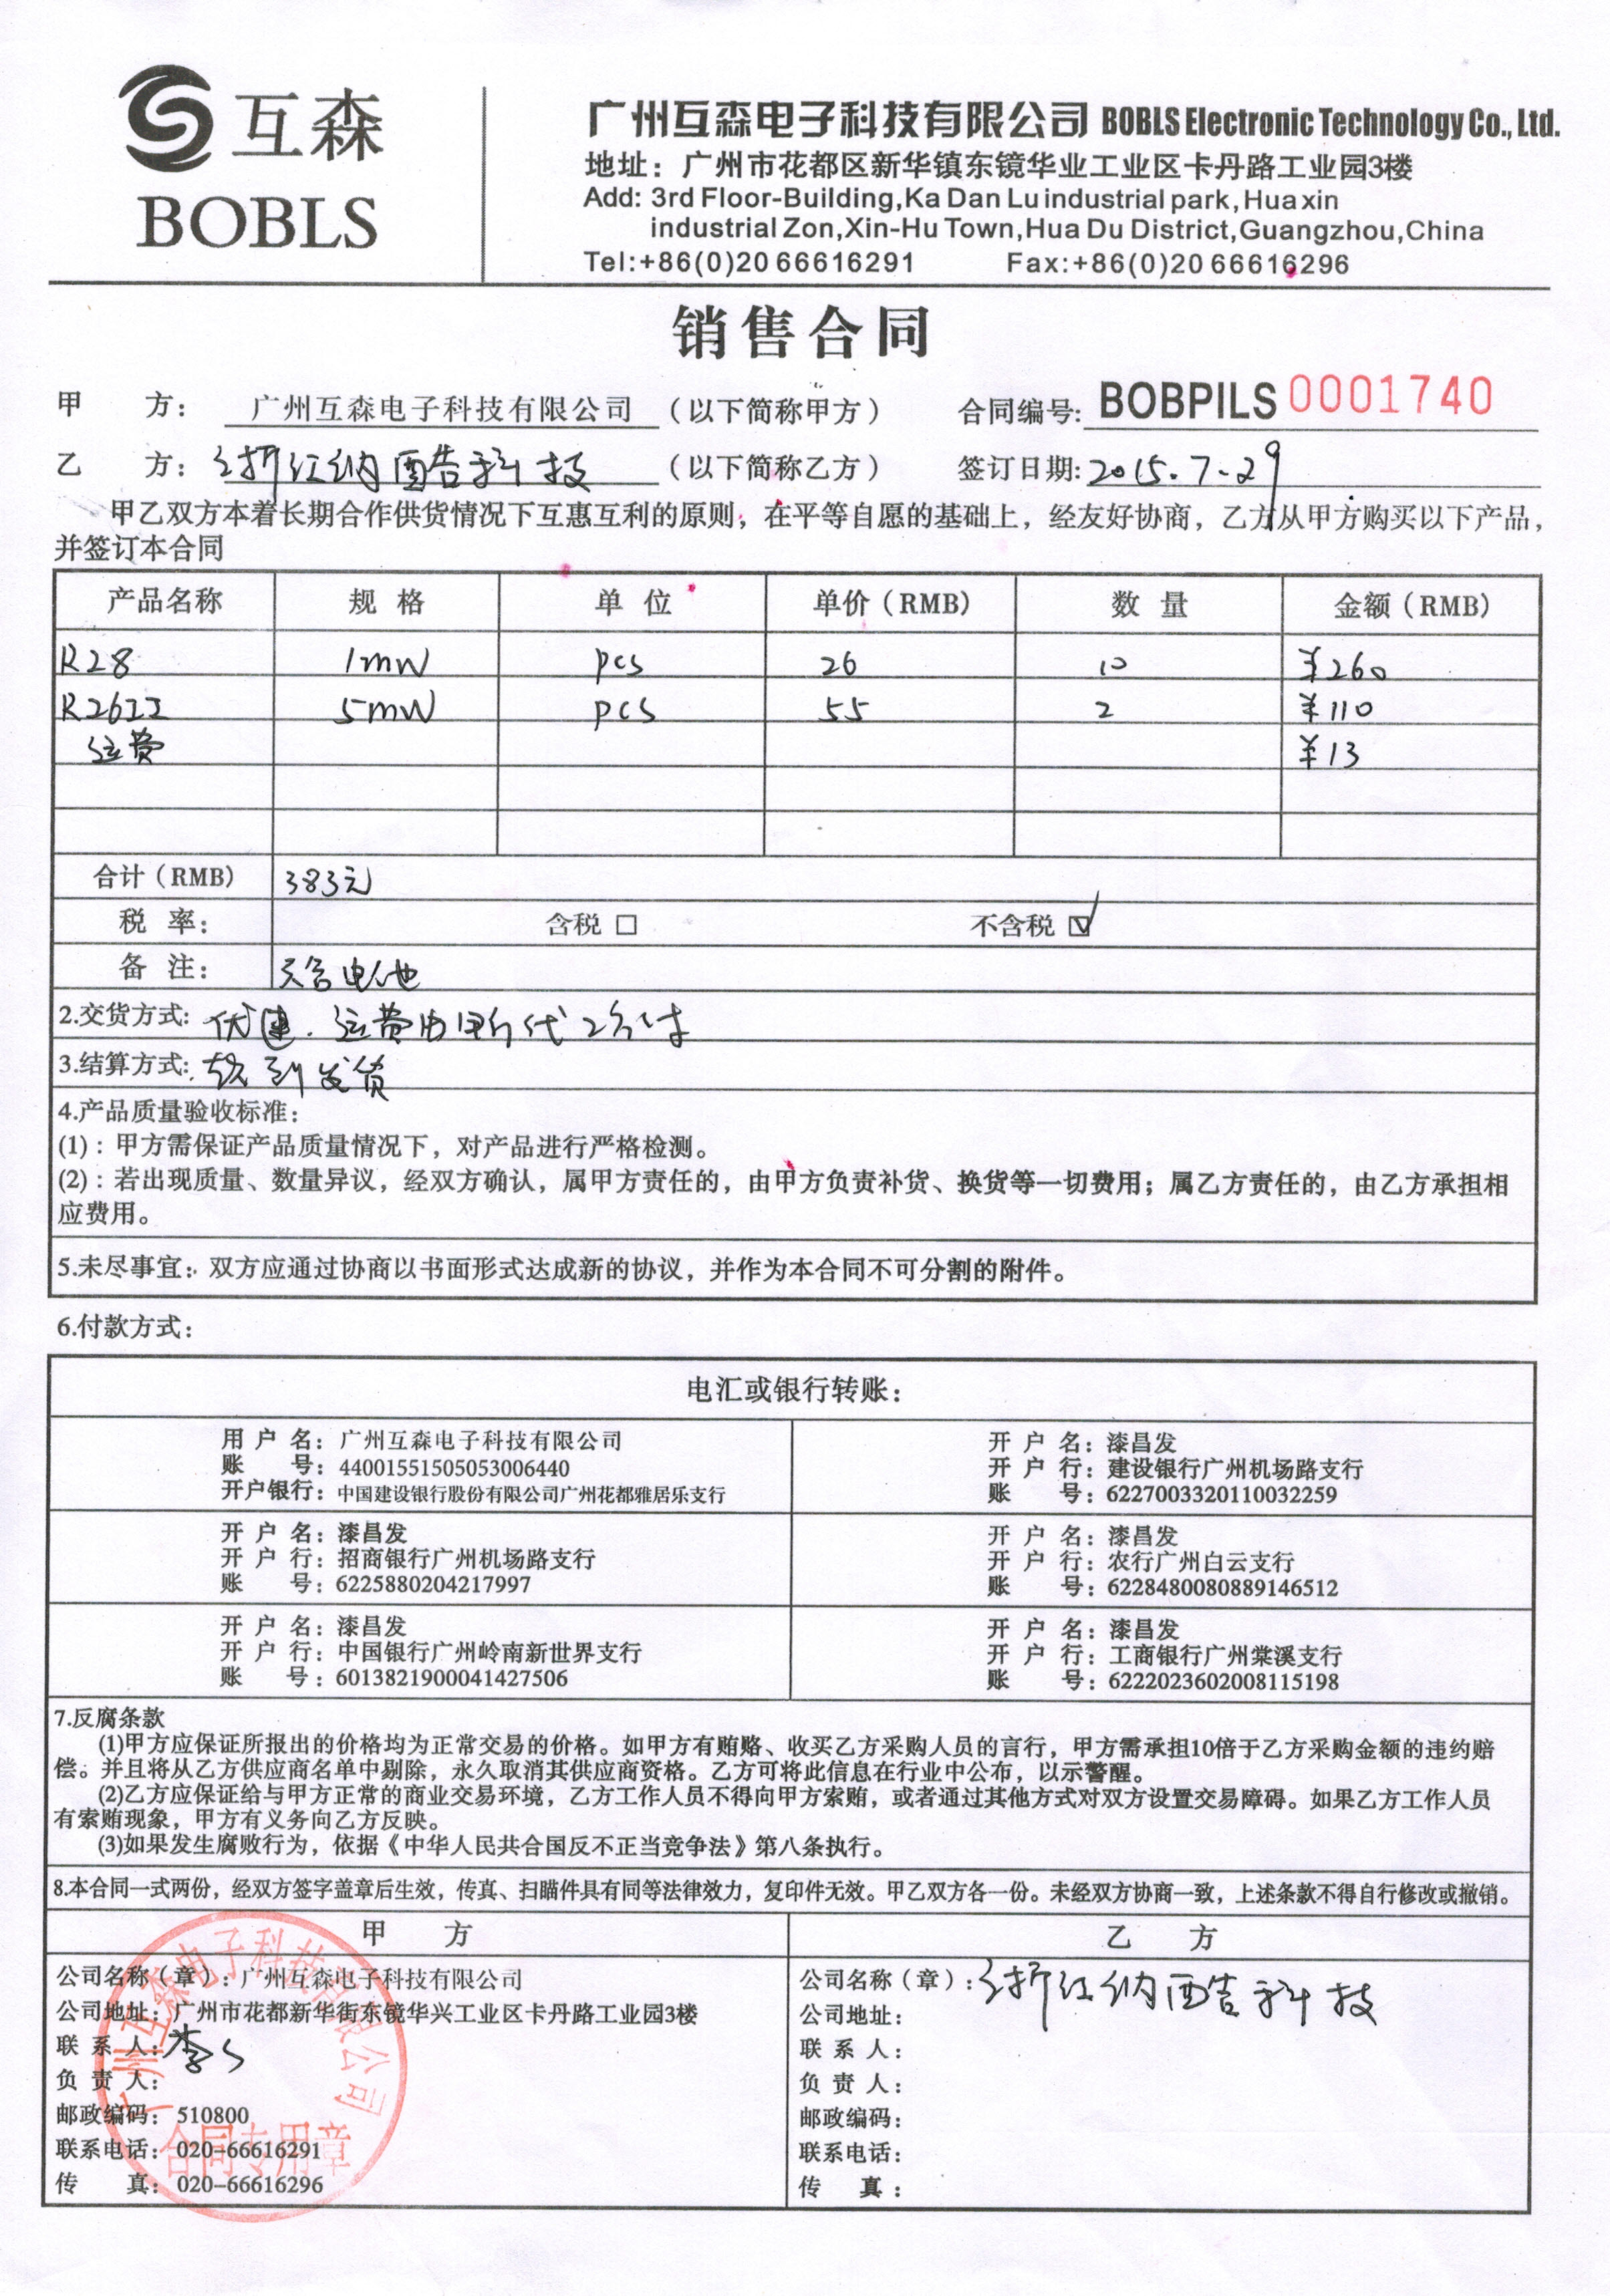 互森
BOBLS
广州互森电子科技有限公司 BOBLS Electronic Technology Co., Ltd.
地址：广州市花都区新华镇东镜华业工业区卡丹路工业园3楼
Add: 3rd Floor-Building,Ka Dan Lu industrial park, Hua xin
industrial Zon,Xin-Hu Town,Hua Du District,Guangzhou,China
Tel:+86(0)20 66616291 Fax:+86(0)20 66616296
销售合同
甲 方： 广州互森电子科技有限公司 （以下简称甲方） 合同编号: BOBPILS 0001740
乙 方： 浙江纳酷科技 （以下简称乙方） 签订日期: 2015.7-29
甲乙双方本着长期合作供货情况下互惠互利的原则，在平等自愿的基础上，经友好协商，乙方从甲方购买以下产品，
并签订本合同
产品名称 规 格 单 位 单价（RMB） 数 量 金额（RMB）
R28 1mW pcs 26 10 ¥260
R26II 5mW pcs 55 2 ¥110
运费 ¥13
合计（RMB） 383元
税 率： 含税 □ 不含税 ☑
备 注： 电池
2.交货方式: 优速. 运费由甲方代付
3.结算方式: 款到发货
4.产品质量验收标准：
(1)：甲方需保证产品质量情况下，对产品进行严格检测。
(2)：若出现质量、数量异议，经双方确认，属甲方责任的，由甲方负责补货、换货等一切费用；属乙方责任的，由乙方承担相
应费用。
5.未尽事宜：双方应通过协商以书面形式达成新的协议，并作为本合同不可分割的附件。
6.付款方式：
电汇或银行转账：
用 户 名：广州互森电子科技有限公司
账 号：44001551505053006440
开户银行：中国建设银行股份有限公司广州花都雅居乐支行
开 户 名：漆昌发
开 户 行：建设银行广州机场路支行
账 号：6227003320110032259
开 户 名：漆昌发
开 户 行：招商银行广州机场路支行
账 号：6225880204217997
开 户 名：漆昌发
开 户 行：农行广州白云支行
账 号：6228480080889146512
开 户 名：漆昌发
开 户 行：中国银行广州岭南新世界支行
账 号：6013821900041427506
开 户 名：漆昌发
开 户 行：工商银行广州棠溪支行
账 号：6222023602008115198
7.反腐条款
(1)甲方应保证所报出的价格均为正常交易的价格。如甲方有贿赂、收买乙方采购人员的言行，甲方需承担10倍于乙方采购金额的违约赔
偿。并且将从乙方供应商名单中剔除，永久取消其供应商资格。乙方可将此信息在行业中公布，以示警醒。
(2)乙方应保证给与甲方正常的商业交易环境，乙方工作人员不得向甲方索贿，或者通过其他方式对双方设置交易障碍。如果乙方工作人员
有索贿现象，甲方有义务向乙方反映。
(3)如果发生腐败行为，依据《中华人民共合国反不正当竞争法》第八条执行。
8.本合同一式两份，经双方签字盖章后生效，传真、扫瞄件具有同等法律效力，复印件无效。甲乙双方各一份。未经双方协商一致，上述条款不得自行修改或撤销。
甲 方
公司名称（章）：广州互森电子科技有限公司
公司地址：广州市花都新华街东镜华兴工业区卡丹路工业园3楼
联 系 人：李
负 责 人：
邮政编码：510800
联系电话：020-66616291
传 真：020-66616296
广州互森电子科技有限公司
合同专用章
乙 方
公司名称（章）：浙江纳酷科技
公司地址：
联 系 人：
负 责 人：
邮政编码：
联系电话：
传 真：